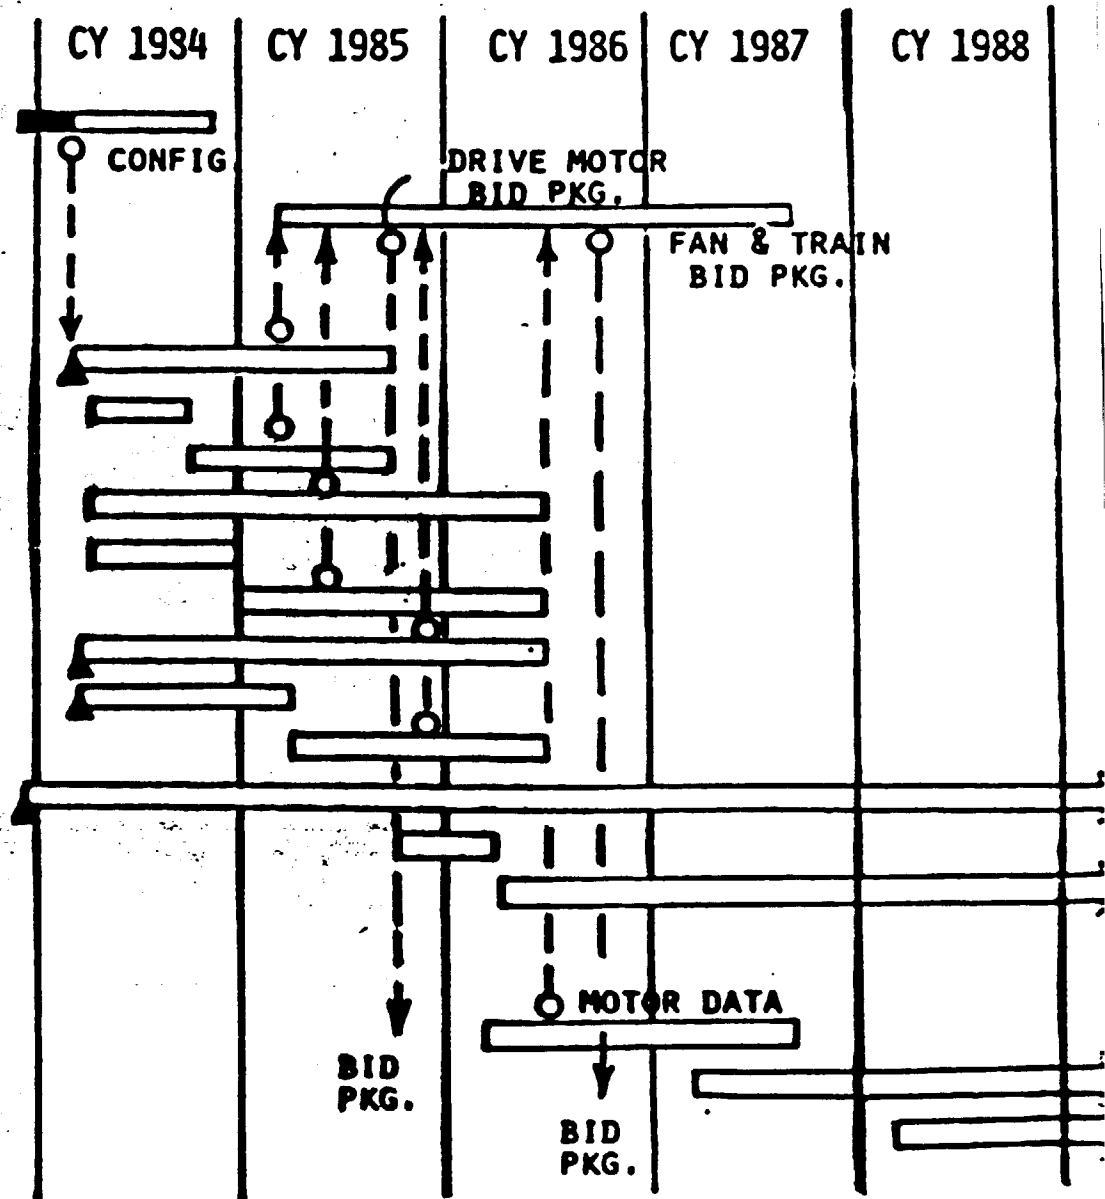 CY 1984 CY 1985 CY 1986 CY 1987 CY 1988
CONFIG.
DRIVE MOTOR
BID PKG.
FAN & TRAIN
BID PKG.
MOTOR DATA
BID
PKG.
BID
PKG.